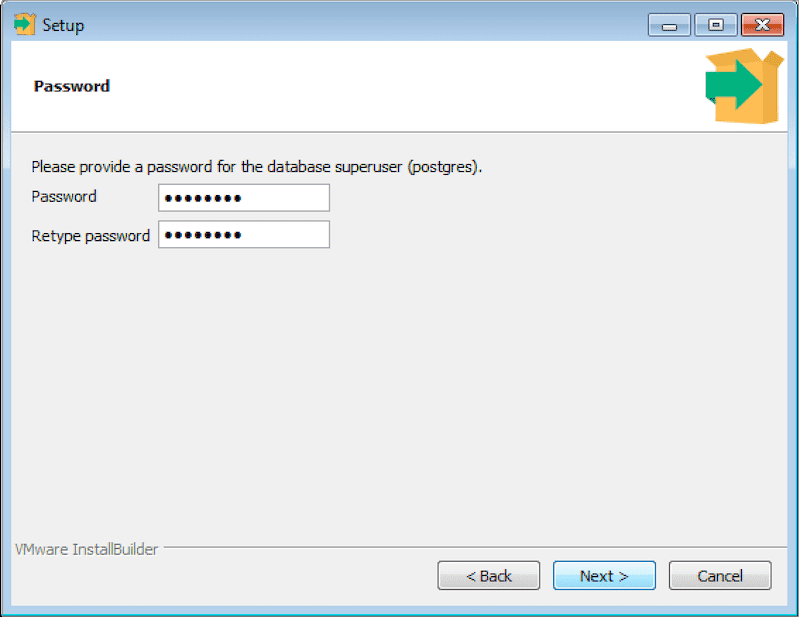 Setup
Password
Please provide a password for the database superuser (postgres).
Password ••••••••
Retype password ••••••••
VMware InstallBuilder
< Back Next > Cancel